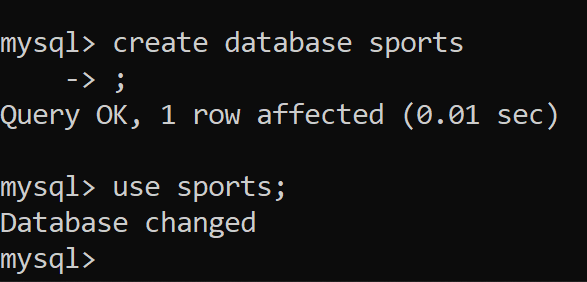 mysql> create database sports
    -> ;
Query OK, 1 row affected (0.01 sec)
mysql> use sports;
Database changed
mysql>